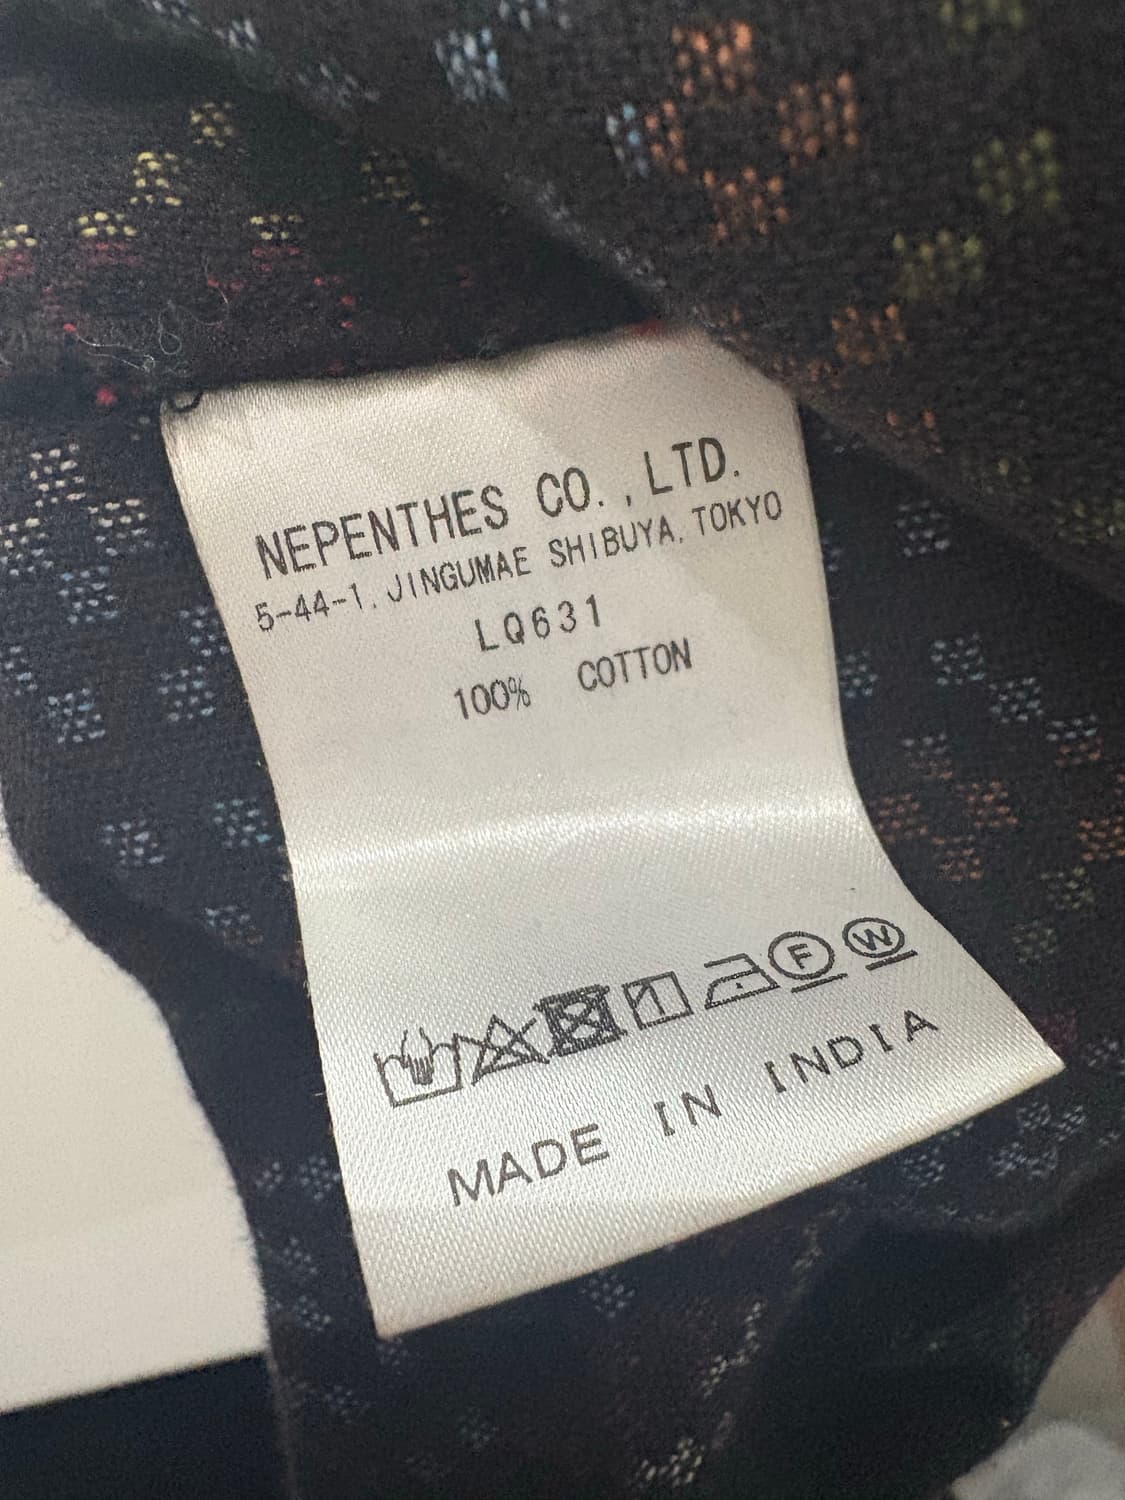 NEPENTHES CO.,LTD.
5-44-1, JINGUMAE SHIBUYA, TOKYO
LQ631
100% COTTON
F W
MADE IN INDIA